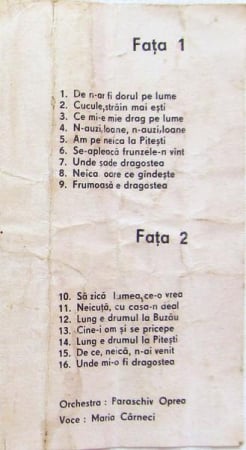 Fața 1
1. De n-ar fi dorul pe lume
2. Cucule, străin mai ești
3. Ce mi-e mie drag pe lume
4. N-auzi, Ioane, n-auzi, Ioane
5. Am pe neica la Pitești
6. Se-apleacă frunzele-n vint
7. Unde șade dragostea
8. Neica oare ce gîndește
9. Frumoasă e dragostea
Fața 2
10. Să zică lumea, ce-o vrea
11. Neicuță, cu casa-n deal
12. Lung e drumul la Buzău
13. Cine-i om și se pricepe
14. Lung e drumul la Pitești
15. De ce, neică, n-ai venit
16. Unde mi-o fi dragostea
Orchestra : Paraschiv Oprea
Voce : Maria Cârneci